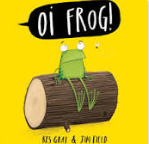 Oi FROG!
KES GRAY & JIM FIELD